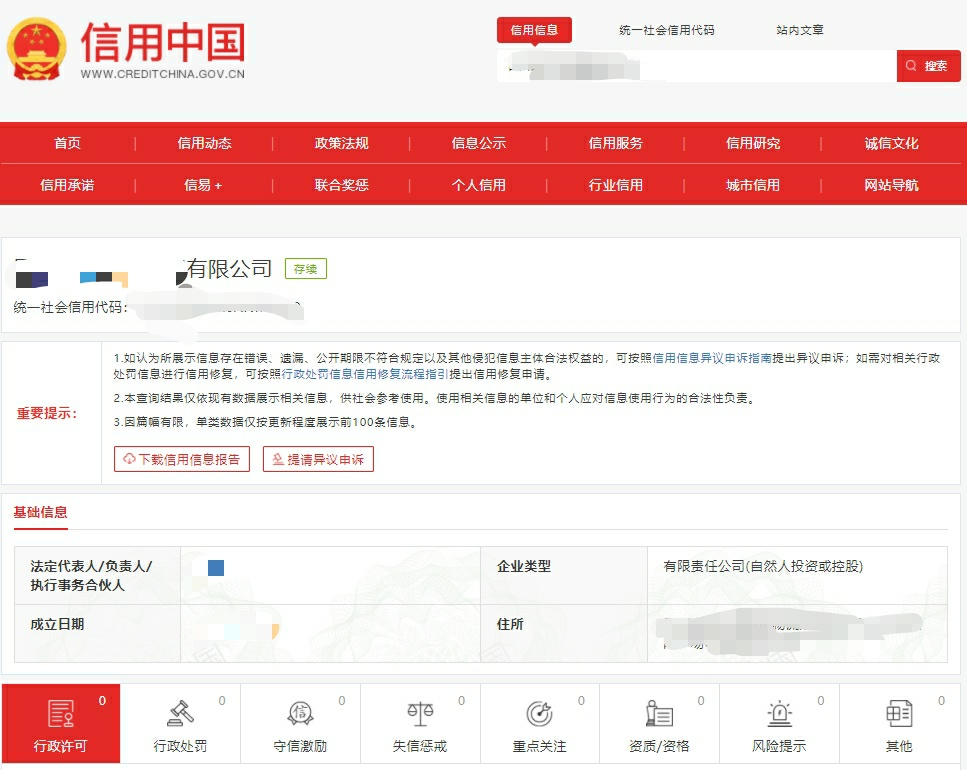 信用中国
WWW.CREDITCHINA.GOV.CN
信用信息 统一社会信用代码 站内文章
搜索
首页 信用动态 政策法规 信息公示 信用服务 信用研究 诚信文化
信用承诺 信易+ 联合奖惩 个人信用 行业信用 城市信用 网站导航
有限公司 存续
统一社会信用代码:
重要提示:
1.如认为所展示信息存在错误、遗漏、公开期限不符合规定以及其他侵犯信息主体合法权益的，可按照信用信息异议申诉指南提出异议申诉；如需对相关行政
处罚信息进行信用修复，可按照行政处罚信息信用修复流程指引提出信用修复申请。
2.本查询结果仅依现有数据展示相关信息，供社会参考使用。使用相关信息的单位和个人应对信息使用行为的合法性负责。
3.因篇幅有限，单类数据仅按更新程度展示前100条信息。
下载信用信息报告 提请异议申诉
基础信息
法定代表人/负责人/
执行事务合伙人
企业类型 有限责任公司(自然人投资或控股)
成立日期 住所
0 0 0 0 0 0 0 0
行政许可 行政处罚 守信激励 失信惩戒 重点关注 资质/资格 风险提示 其他